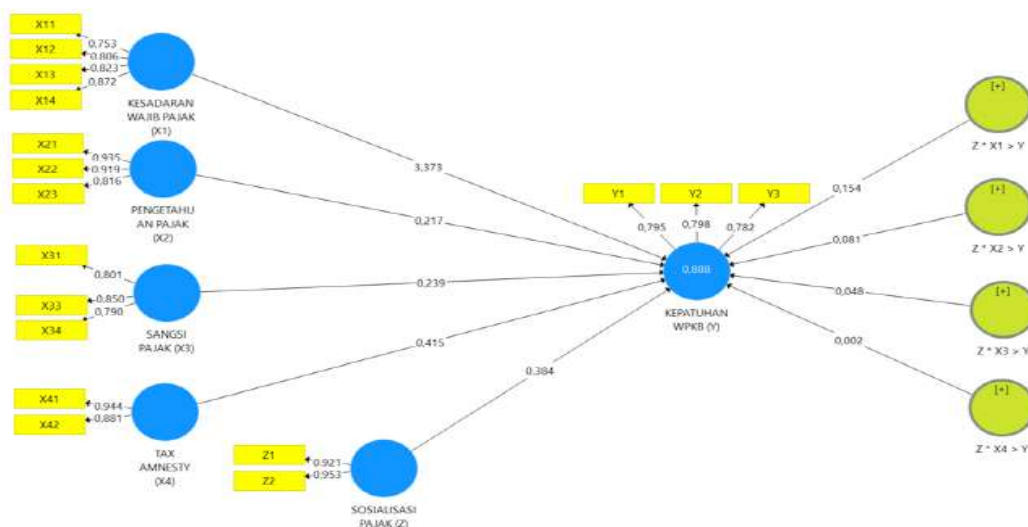 X11
X12
X13
X14
0,753
0,806
0,823
0,872
KESADARAN
WAJIB PAJAK
(X1)
X21
X22
X23
0,935
0,919
0,816
PENGETAHU
AN PAJAK
(X2)
X31
X33
X34
0,801
0,850
0,790
SANGSI
PAJAK (X3)
X41
X42
0,944
0,881
TAX
AMNESTY
(X4)
Z1
Z2
0,921
0,953
SOSIALISASI
PAJAK (Z)
3,373
0,217
0,239
0,415
0,384
Y1
Y2
Y3
0,795
0,798
0,782
0,888
KEPATUHAN
WPKB (Y)
0,154
0,081
0,048
0,002
[+]
Z * X1 > Y
[+]
Z * X2 > Y
[+]
Z * X3 > Y
[+]
Z * X4 > Y